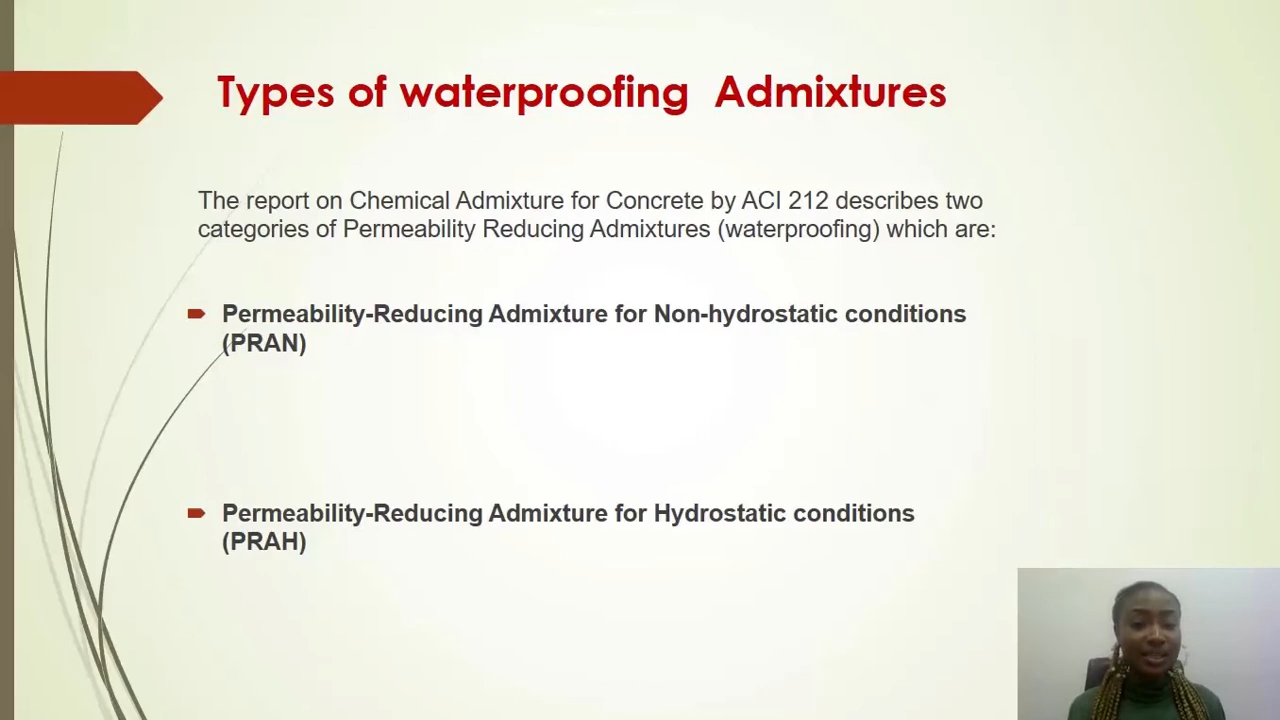 Types of waterproofing Admixtures
The report on Chemical Admixture for Concrete by ACI 212 describes two
categories of Permeability Reducing Admixtures (waterproofing) which are:
Permeability-Reducing Admixture for Non-hydrostatic conditions
(PRAN)
Permeability-Reducing Admixture for Hydrostatic conditions
(PRAH)